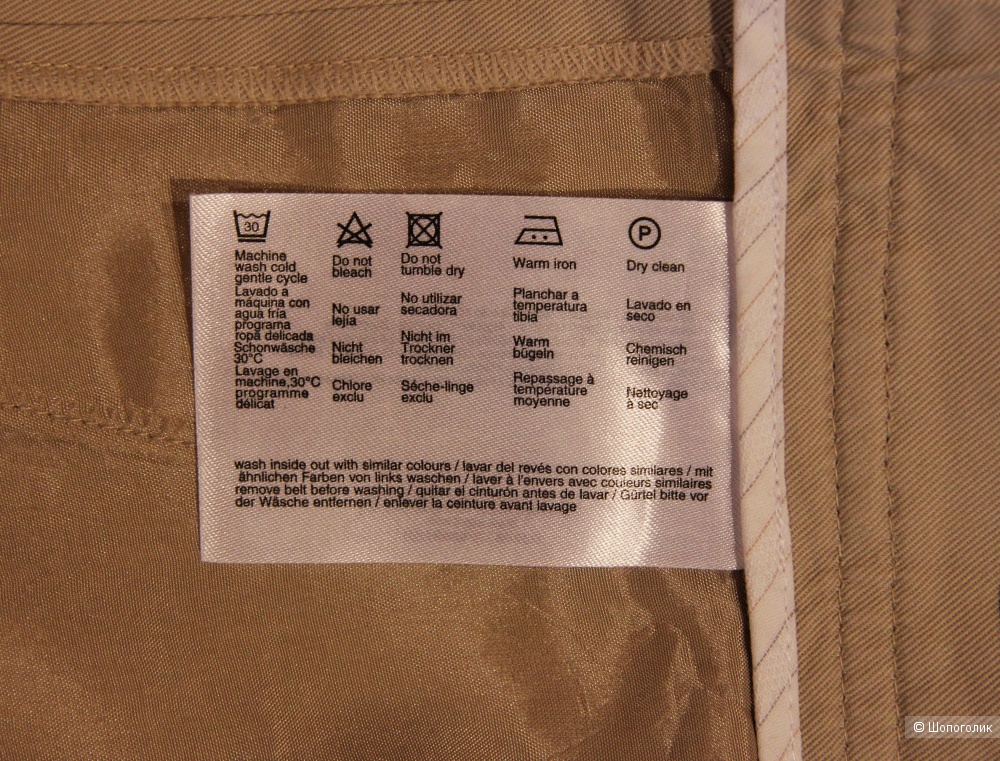 30
Machine
wash cold
gentle cycle
Lavado a
máquina con
agua fría
programa
ropa delicada
Schonwäsche
30°C
Lavage en
machine,30°C
programme
délicat
Do not
bleach
No usar
lejía
Nicht
bleichen
Chlore
exclu
Do not
tumble dry
No utilizar
secadora
Nicht im
Trockner
trocknen
Séche-linge
exclu
Warm iron
Planchar a
temperatura
tibia
Warm
bügeln
Repassage à
température
moyenne
P
Dry clean
Lavado en
seco
Chemisch
reinigen
Nettoyage
à sec
wash inside out with similar colours / lavar del revés con colores similares / mit
ähnlichen Farben von links waschen / laver à l'envers avec couleurs similaires
remove belt before washing / quitar el cinturón antes de lavar / Gürtel bitte vor
der Wäsche entfernen / enlever la ceinture avant lavage
© Шопоголик